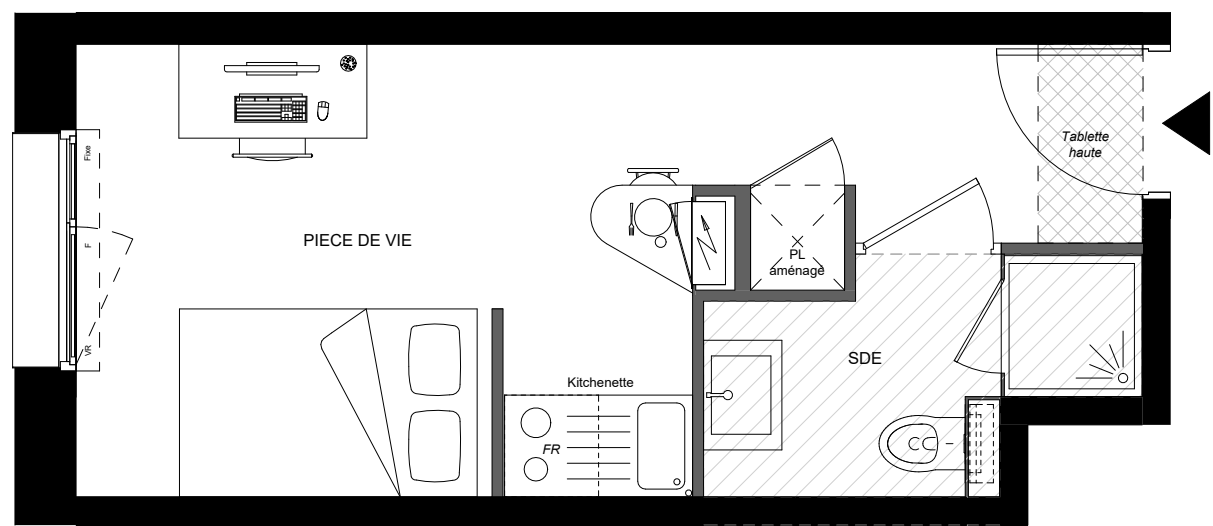 Tablette
haute
Fixe
F
VR
PIECE DE VIE
PL
aménagé
SDE
Kitchenette
FR